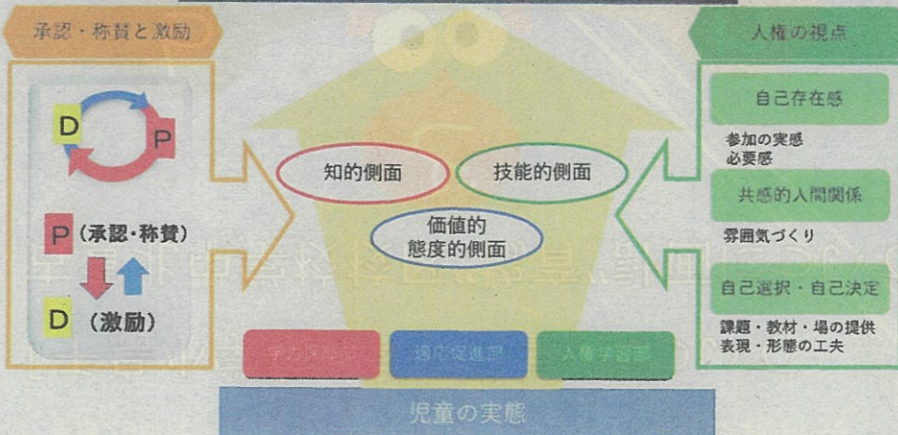 承認・称賛と激励
D
P
P（承認・称賛）
D（激励）
知的側面
技能的側面
価値的
態度的側面
適応促進部
人権学習部
児童の実態
人権の視点
自己存在感
参加の実感
必要感
共感的人間関係
雰囲気づくり
自己選択・自己決定
課題・教材・場の提供
表現・形態の工夫